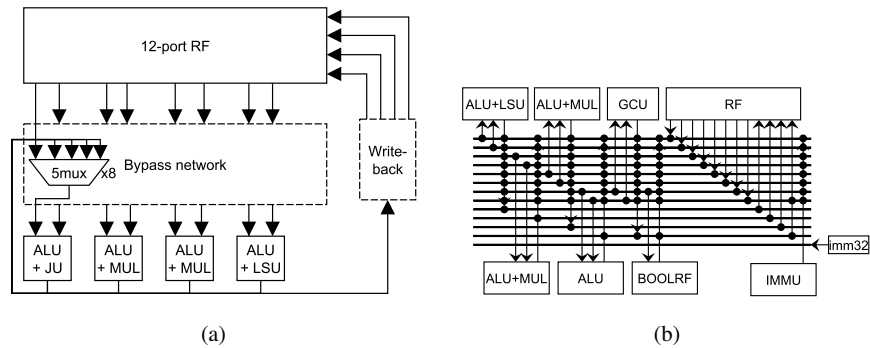 12-port RF
Bypass network
5mux
x8
Write-
back
ALU
+ JU
ALU
+ MUL
ALU
+ MUL
ALU
+ LSU
(a)
ALU+LSU
ALU+MUL
GCU
RF
imm32
ALU+MUL
ALU
BOOLRF
IMMU
(b)